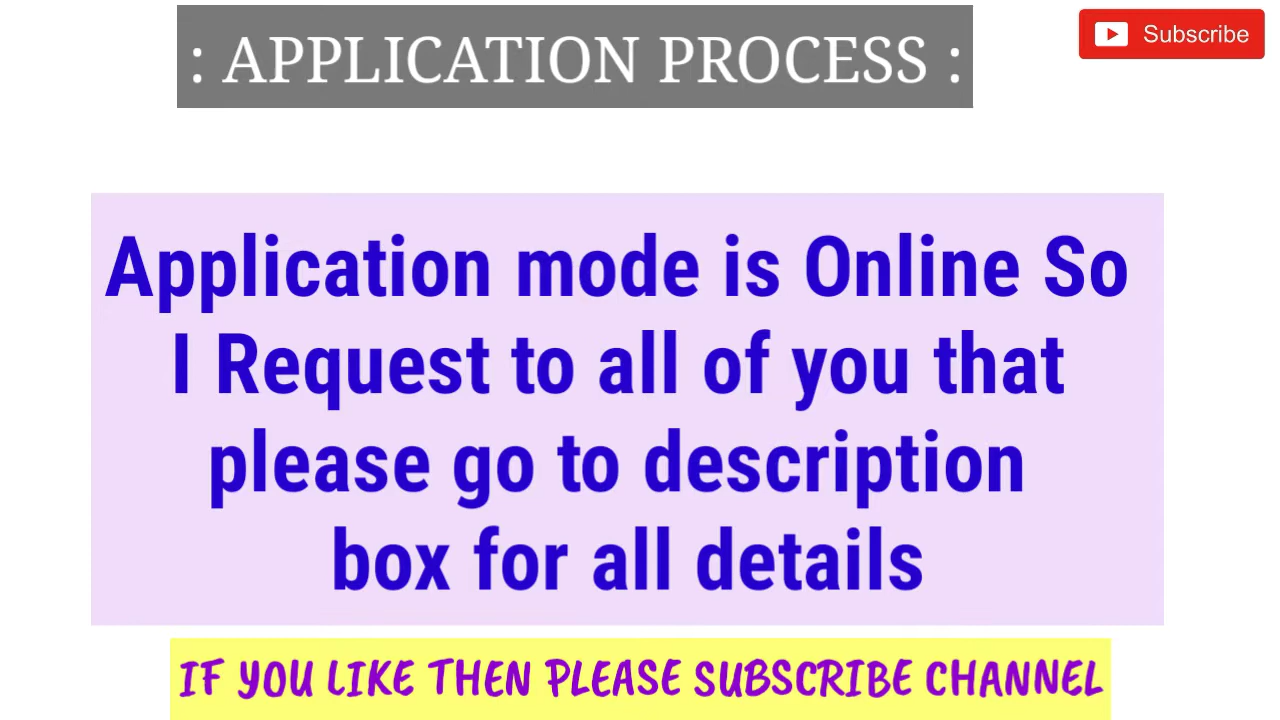 : APPLICATION PROCESS :
Subscribe
Application mode is Online So
I Request to all of you that
please go to description
box for all details
IF YOU LIKE THEN PLEASE SUBSCRIBE CHANNEL